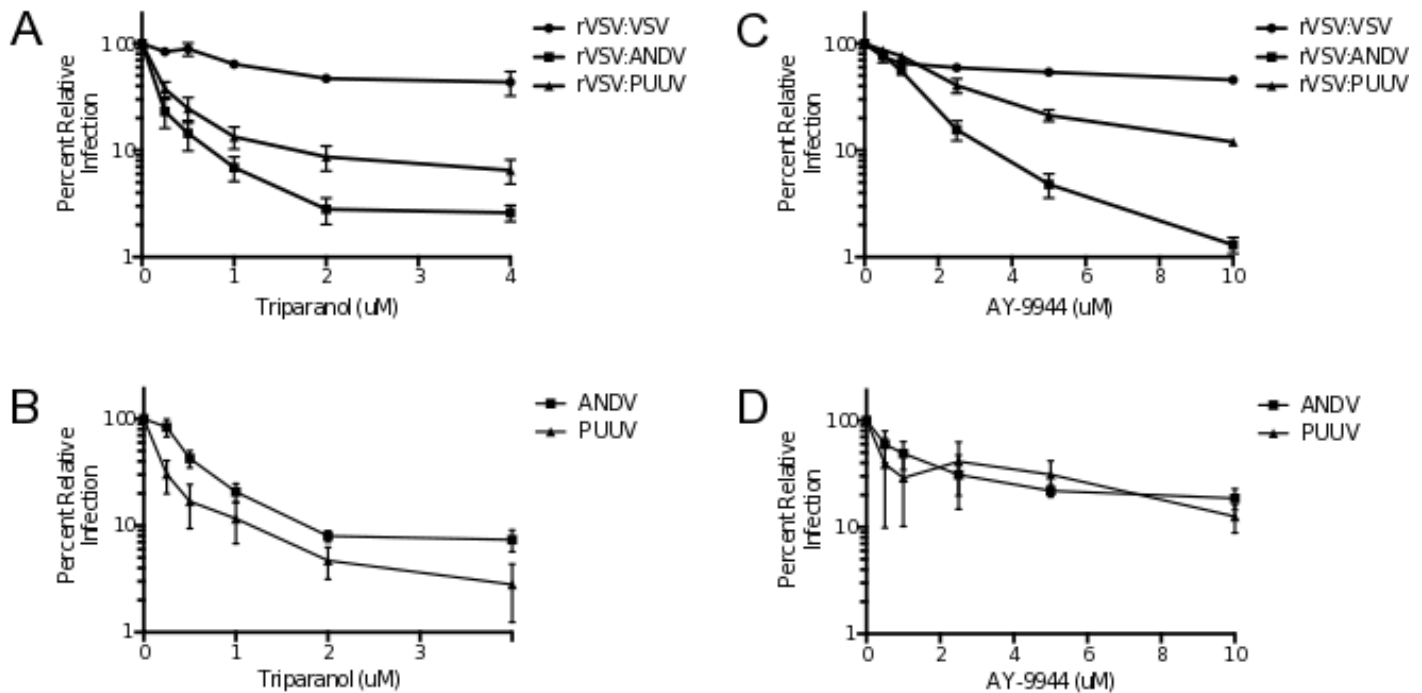 A
Percent Relative
Infection
100
10
1
0
1
2
3
4
Triparanol (uM)
rVSV:VSV
rVSV:ANDV
rVSV:PUUV
C
Percent Relative
Infection
100
10
1
0
2
4
6
8
10
AY-9944 (uM)
rVSV:VSV
rVSV:ANDV
rVSV:PUUV
B
Percent Relative
Infection
100
10
1
0
1
2
3
Triparanol (uM)
ANDV
PUUV
D
Percent Relative
Infection
100
10
1
0
2
4
6
8
10
AY-9944 (uM)
ANDV
PUUV